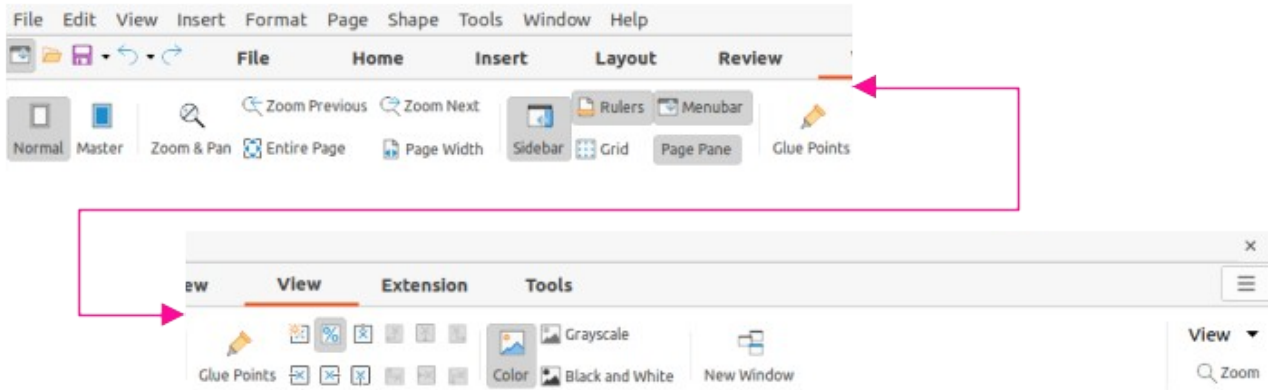 File Edit View Insert Format Page Shape Tools Window Help
File Home Insert Layout Review
Zoom Previous Zoom Next Rulers Menubar
Normal Master Zoom & Pan Entire Page Page Width Sidebar Grid Page Pane Glue Points
ew View Extension Tools
Grayscale View
Glue Points Color Black and White New Window Zoom